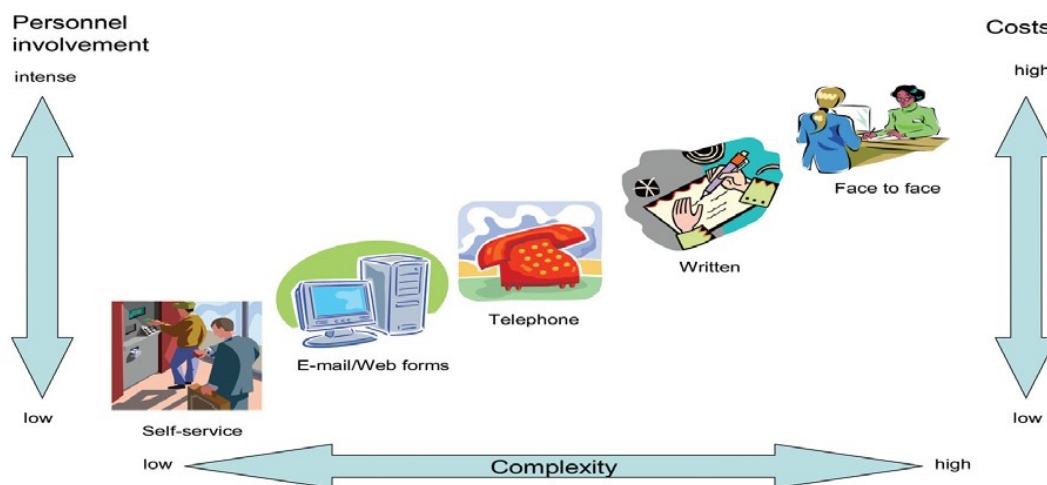 Personnel
involvement
intense
low
Costs
high
low
Face to face
Written
Telephone
E-mail/Web forms
Self-service
low
Complexity
high